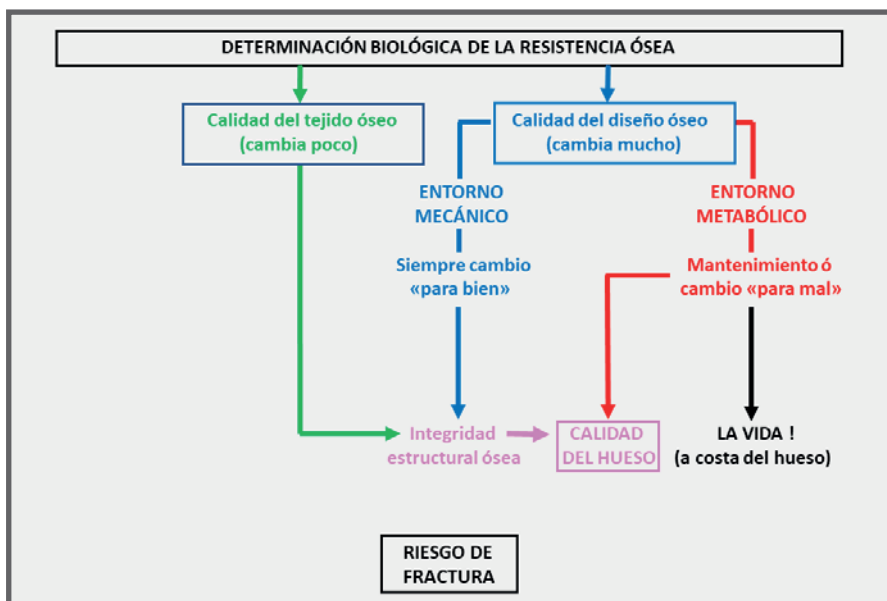 DETERMINACIÓN BIOLÓGICA DE LA RESISTENCIA ÓSEA
Calidad del tejido óseo
(cambia poco)
Calidad del diseño óseo
(cambia mucho)
ENTORNO
MECÁNICO
ENTORNO
METABÓLICO
Siempre cambio
«para bien»
Mantenimiento ó
cambio «para mal»
Integridad
estructural ósea
CALIDAD
DEL HUESO
LA VIDA !
(a costa del hueso)
RIESGO DE
FRACTURA